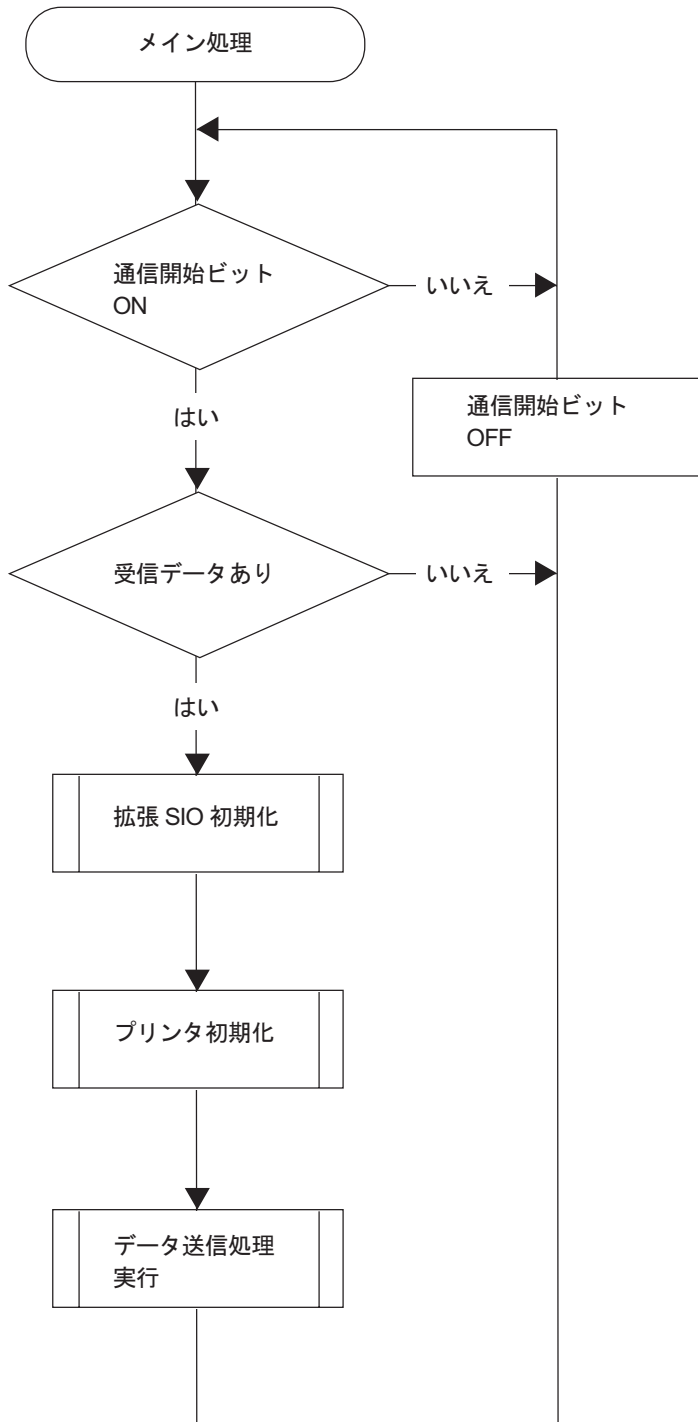 メイン処理
通信開始ビット
ON
いいえ
通信開始ビット
OFF
はい
受信データあり
いいえ
はい
拡張 SIO 初期化
プリンタ初期化
データ送信処理
実行